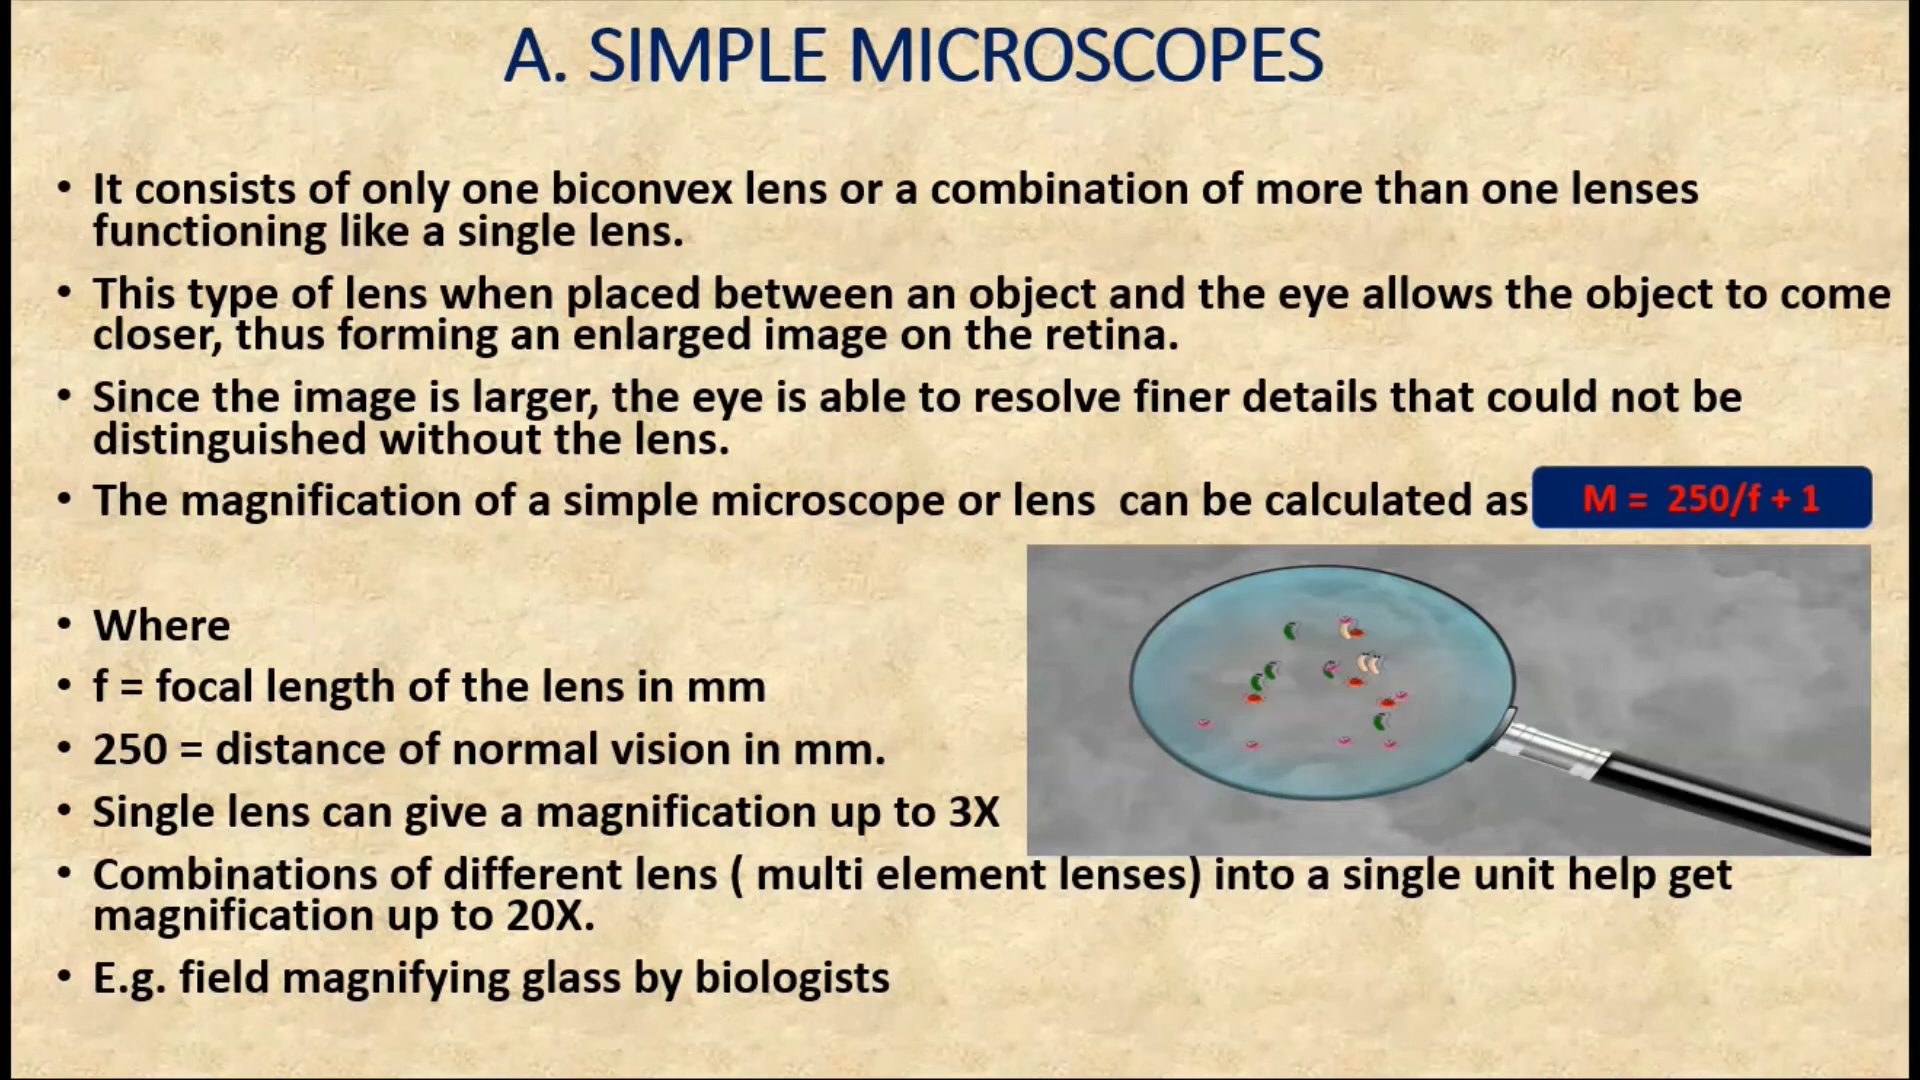 A. SIMPLE MICROSCOPES
• It consists of only one biconvex lens or a combination of more than one lenses
functioning like a single lens.
• This type of lens when placed between an object and the eye allows the object to come
closer, thus forming an enlarged image on the retina.
• Since the image is larger, the eye is able to resolve finer details that could not be
distinguished without the lens.
• The magnification of a simple microscope or lens can be calculated as M = 250/f + 1
• Where
• f = focal length of the lens in mm
• 250 = distance of normal vision in mm.
• Single lens can give a magnification up to 3X
• Combinations of different lens ( multi element lenses) into a single unit help get
magnification up to 20X.
• E.g. field magnifying glass by biologists